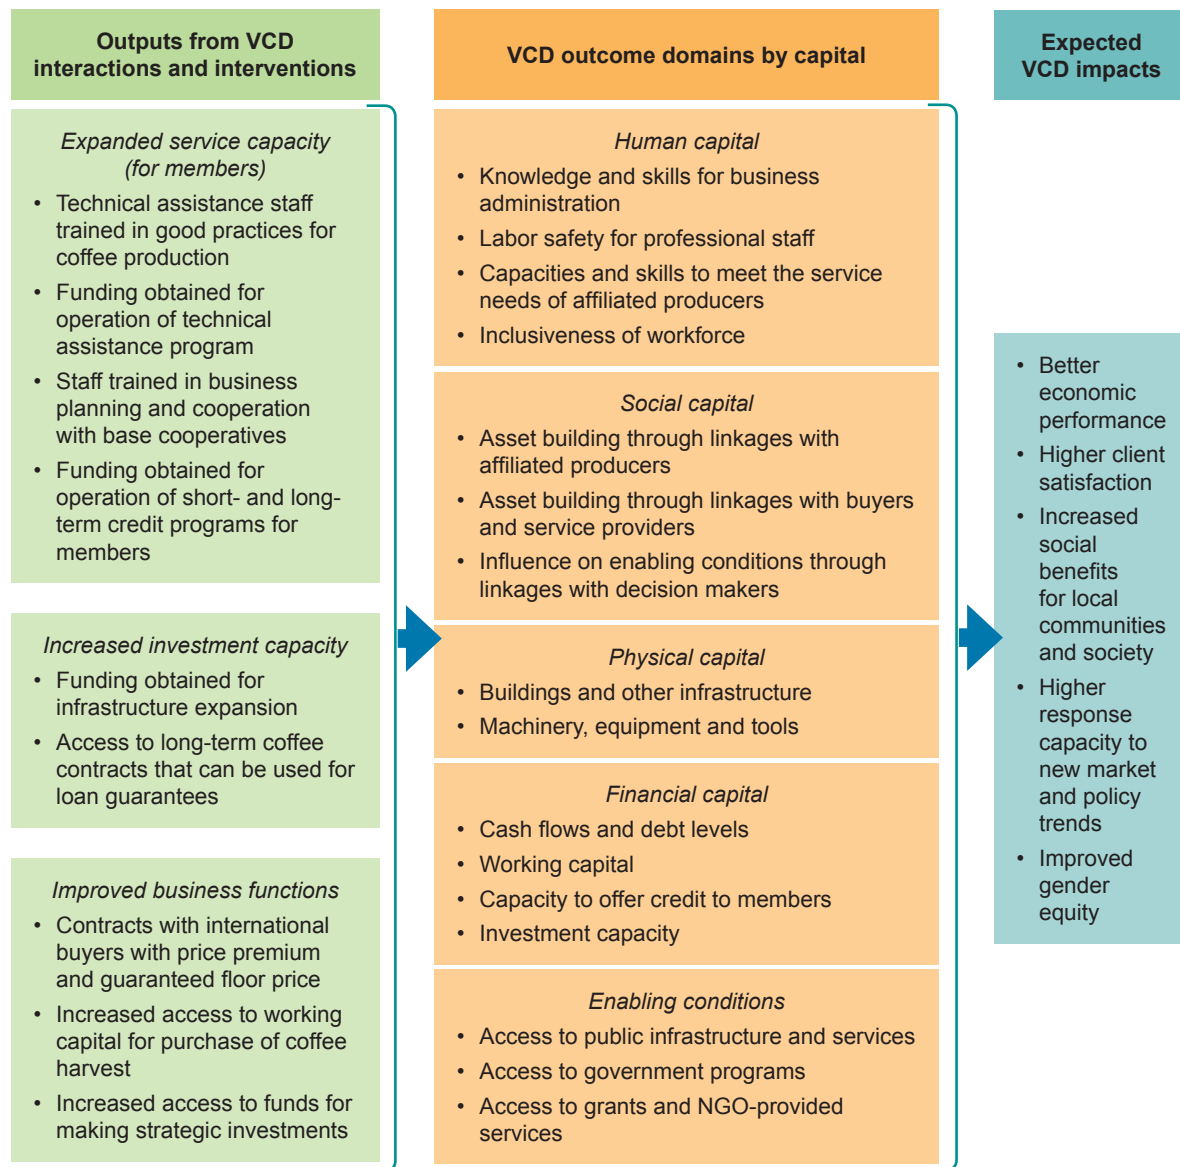 Outputs from VCD
interactions and interventions
Expanded service capacity
(for members)
• Technical assistance staff
trained in good practices for
coffee production
• Funding obtained for
operation of technical
assistance program
• Staff trained in business
planning and cooperation
with base cooperatives
• Funding obtained for
operation of short- and long-
term credit programs for
members
Increased investment capacity
• Funding obtained for
infrastructure expansion
• Access to long-term coffee
contracts that can be used for
loan guarantees
Improved business functions
• Contracts with international
buyers with price premium
and guaranteed floor price
• Increased access to working
capital for purchase of coffee
harvest
• Increased access to funds for
making strategic investments
VCD outcome domains by capital
Human capital
• Knowledge and skills for business
administration
• Labor safety for professional staff
• Capacities and skills to meet the service
needs of affiliated producers
• Inclusiveness of workforce
Social capital
• Asset building through linkages with
affiliated producers
• Asset building through linkages with buyers
and service providers
• Influence on enabling conditions through
linkages with decision makers
Physical capital
• Buildings and other infrastructure
• Machinery, equipment and tools
Financial capital
• Cash flows and debt levels
• Working capital
• Capacity to offer credit to members
• Investment capacity
Enabling conditions
• Access to public infrastructure and services
• Access to government programs
• Access to grants and NGO-provided
services
Expected
VCD impacts
• Better
economic
performance
• Higher client
satisfaction
• Increased
social
benefits
for local
communities
and society
• Higher
response
capacity to
new market
and policy
trends
• Improved
gender
equity